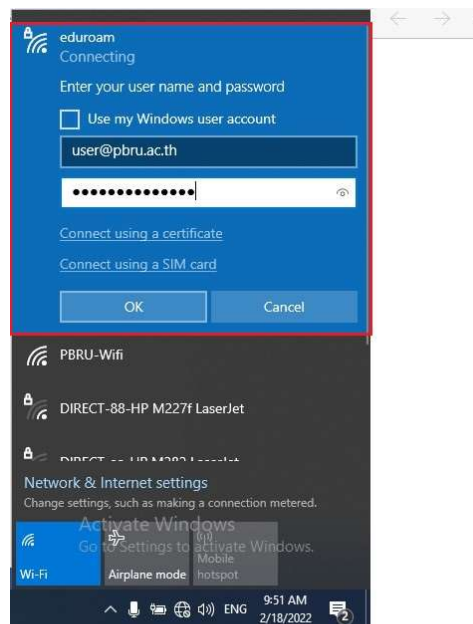 eduroam
Connecting
Enter your user name and password
Use my Windows user account
user@pbru.ac.th
●●●●●●●●●●●●●●
Connect using a certificate
Connect using a SIM card
OK Cancel
PBRU-Wifi
DIRECT-88-HP M227f LaserJet
Network & Internet settings
Change settings, such as making a connection metered.
Activate Windows
Go to Settings to activate Windows.
Wi-Fi
Airplane mode
Mobile hotspot
ENG
9:51 AM
2/18/2022
2